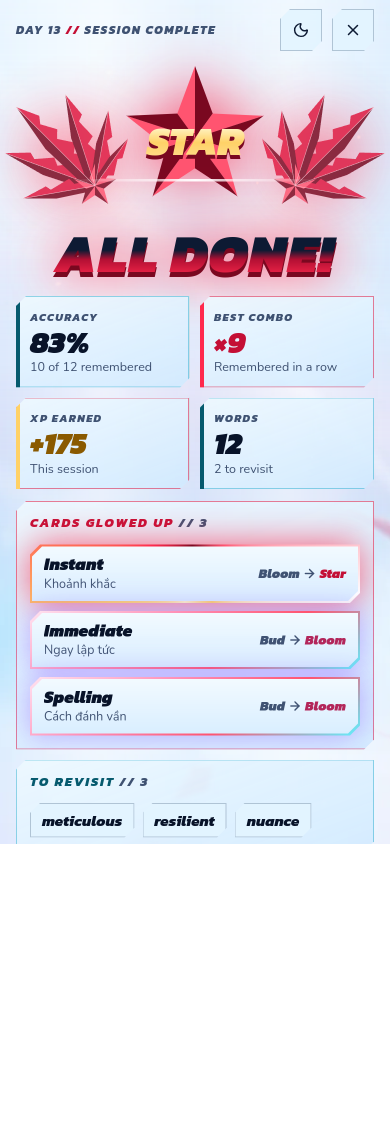 DAY 13 // SESSION COMPLETE
STAR
ALL DONE!
ACCURACY
83%
10 of 12 remembered
BEST COMBO
×9
Remembered in a row
XP EARNED
+175
This session
WORDS
12
2 to revisit
CARDS GLOWED UP // 3
Instant
Khoảnh khắc
Bloom → Star
Immediate
Ngay lập tức
Bud → Bloom
Spelling
Cách đánh vần
Bud → Bloom
TO REVISIT // 3
meticulous
resilient
nuance